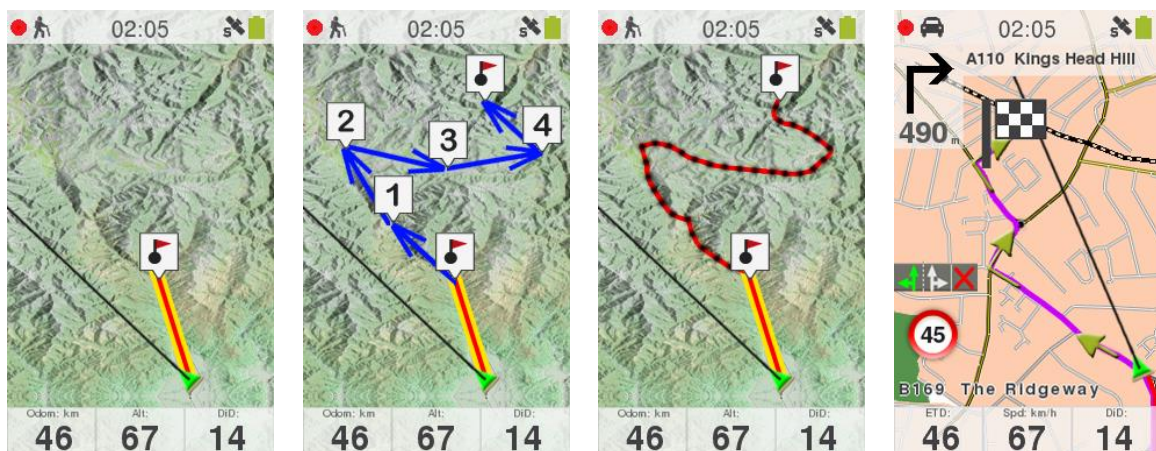 02:05
Odom: km Alt: DiD:
46 67 14
02:05
2 3 4
1
Odom: km Alt: DiD:
46 67 14
02:05
Odom: km Alt: DiD:
46 67 14
02:05
A110 Kings Head Hill
490 m
45
B169 The Ridgeway
ETD: Spd: km/h DiD:
46 67 14